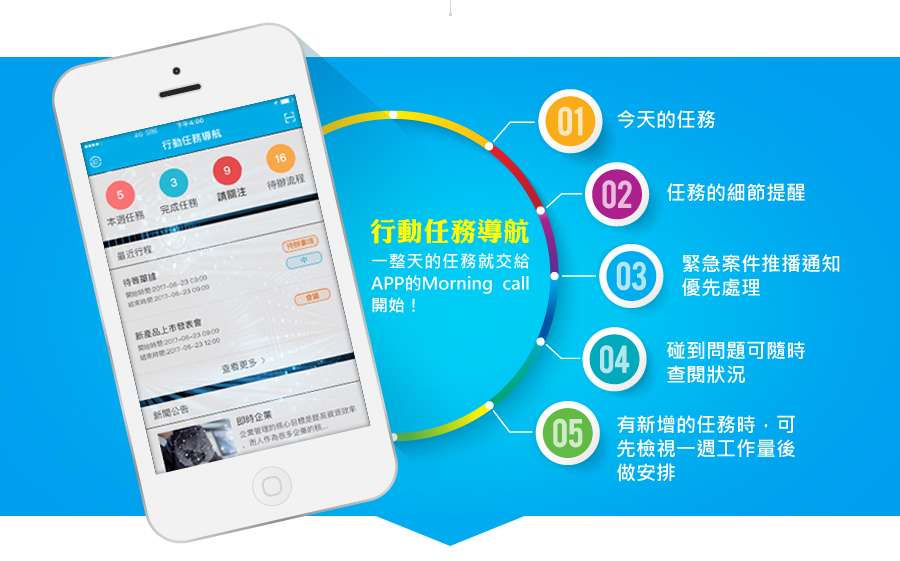 下午4:00
行動任務導航
5
3
9
16
本週任務
完成任務
請關注
待辦流程
最近行程
待辦事項
待簽單據
中
開始時間:2017-06-23 03:00
結束時間:2017-06-23 09:00
會議
新產品上市發表會
開始時間:2017-06-23 09:00
結束時間:2017-06-23 12:00
查看更多 >
新聞公告
即時企業
企業管理的核心目標是提高資源效率
，而人作為很多企業的核...
行動任務導航
一整天的任務就交給
APP的Morning call
開始！
01
今天的任務
02
任務的細節提醒
03
緊急案件推播通知
優先處理
04
碰到問題可隨時
查閱狀況
05
有新增的任務時，可
先檢視一週工作量後
做安排